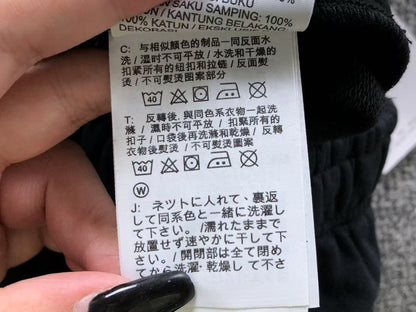 SAKU SAMPING: 100%
100% KATUN / KANTUNG BELAKANG
DEKORASI
C: 与相似颜色的制品一同反面水
洗 / 湿时不可平放 / 水洗和干燥的
扣紧所有的纽扣和拉链 / 反面熨
烫 / 不可熨烫图案部分
40
T: 反轉後, 與同色系衣物一起洗
滌 / 濕時不可平放 / 扣緊所有的
扣子 / 口袋後再洗滌和乾燥 / 反轉
衣物後熨燙 / 不可熨燙圖案
40
W
J: ネットに入れて、裏返
して同系色と一緒に洗濯し
て下さい。/濡れたままで
放置せず速やかに干して下
さい。/ 開閉部は全て閉め
てから洗濯・乾燥して下さ